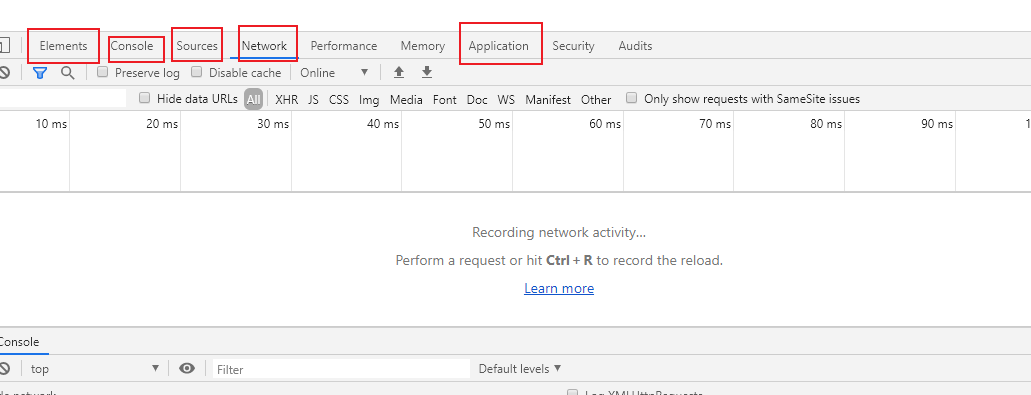 Elements Console Sources Network Performance Memory Application Security Audits
Preserve log Disable cache Online
Hide data URLs All XHR JS CSS Img Media Font Doc WS Manifest Other Only show requests with SameSite issues
10 ms 20 ms 30 ms 40 ms 50 ms 60 ms 70 ms 80 ms 90 ms 1
Recording network activity…
Perform a request or hit Ctrl + R to record the reload.
Learn more
Console
top Filter Default levels